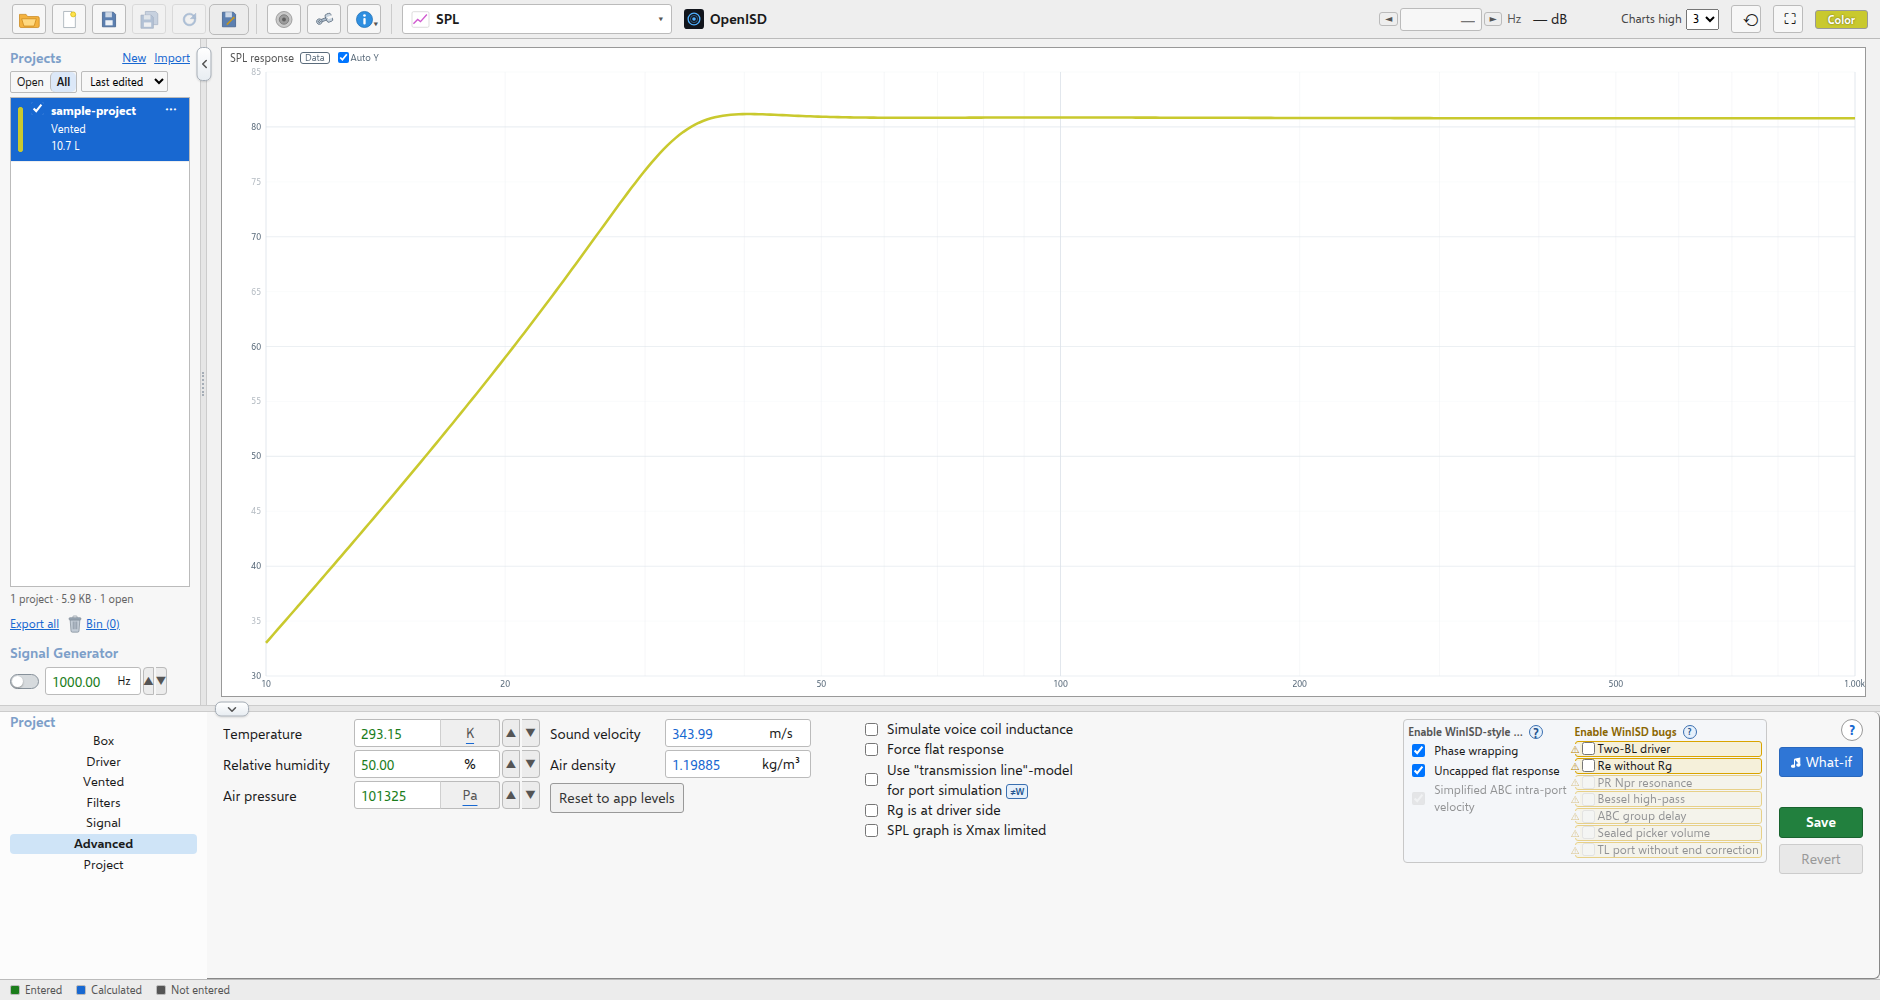 SPL
OpenISD
— Hz — dB
Charts high 3
Color
Projects New Import
Open All Last edited
sample-project ...
Vented
10.7 L
1 project · 5.9 KB · 1 open
Export all Bin (0)
Signal Generator
1000.00 Hz
SPL response Data Auto Y
85
80
75
70
65
60
55
50
45
40
35
30
10 20 50 100 200 500 1.00k
Project
Box
Driver
Vented
Filters
Signal
Advanced
Project
Temperature 293.15 K
Relative humidity 50.00 %
Air pressure 101325 Pa
Sound velocity 343.99 m/s
Air density 1.19885 kg/m³
Reset to app levels
Simulate voice coil inductance
Force flat response
Use "transmission line"-model
for port simulation ≠W
Rg is at driver side
SPL graph is Xmax limited
Enable WinISD-style ... ?
Phase wrapping
Uncapped flat response
Simplified ABC intra-port
velocity
Enable WinISD bugs ?
Two-BL driver
Re without Rg
PR Npr resonance
Bessel high-pass
ABC group delay
Sealed picker volume
TL port without end correction
?
What-if
Save
Revert
Entered Calculated Not entered